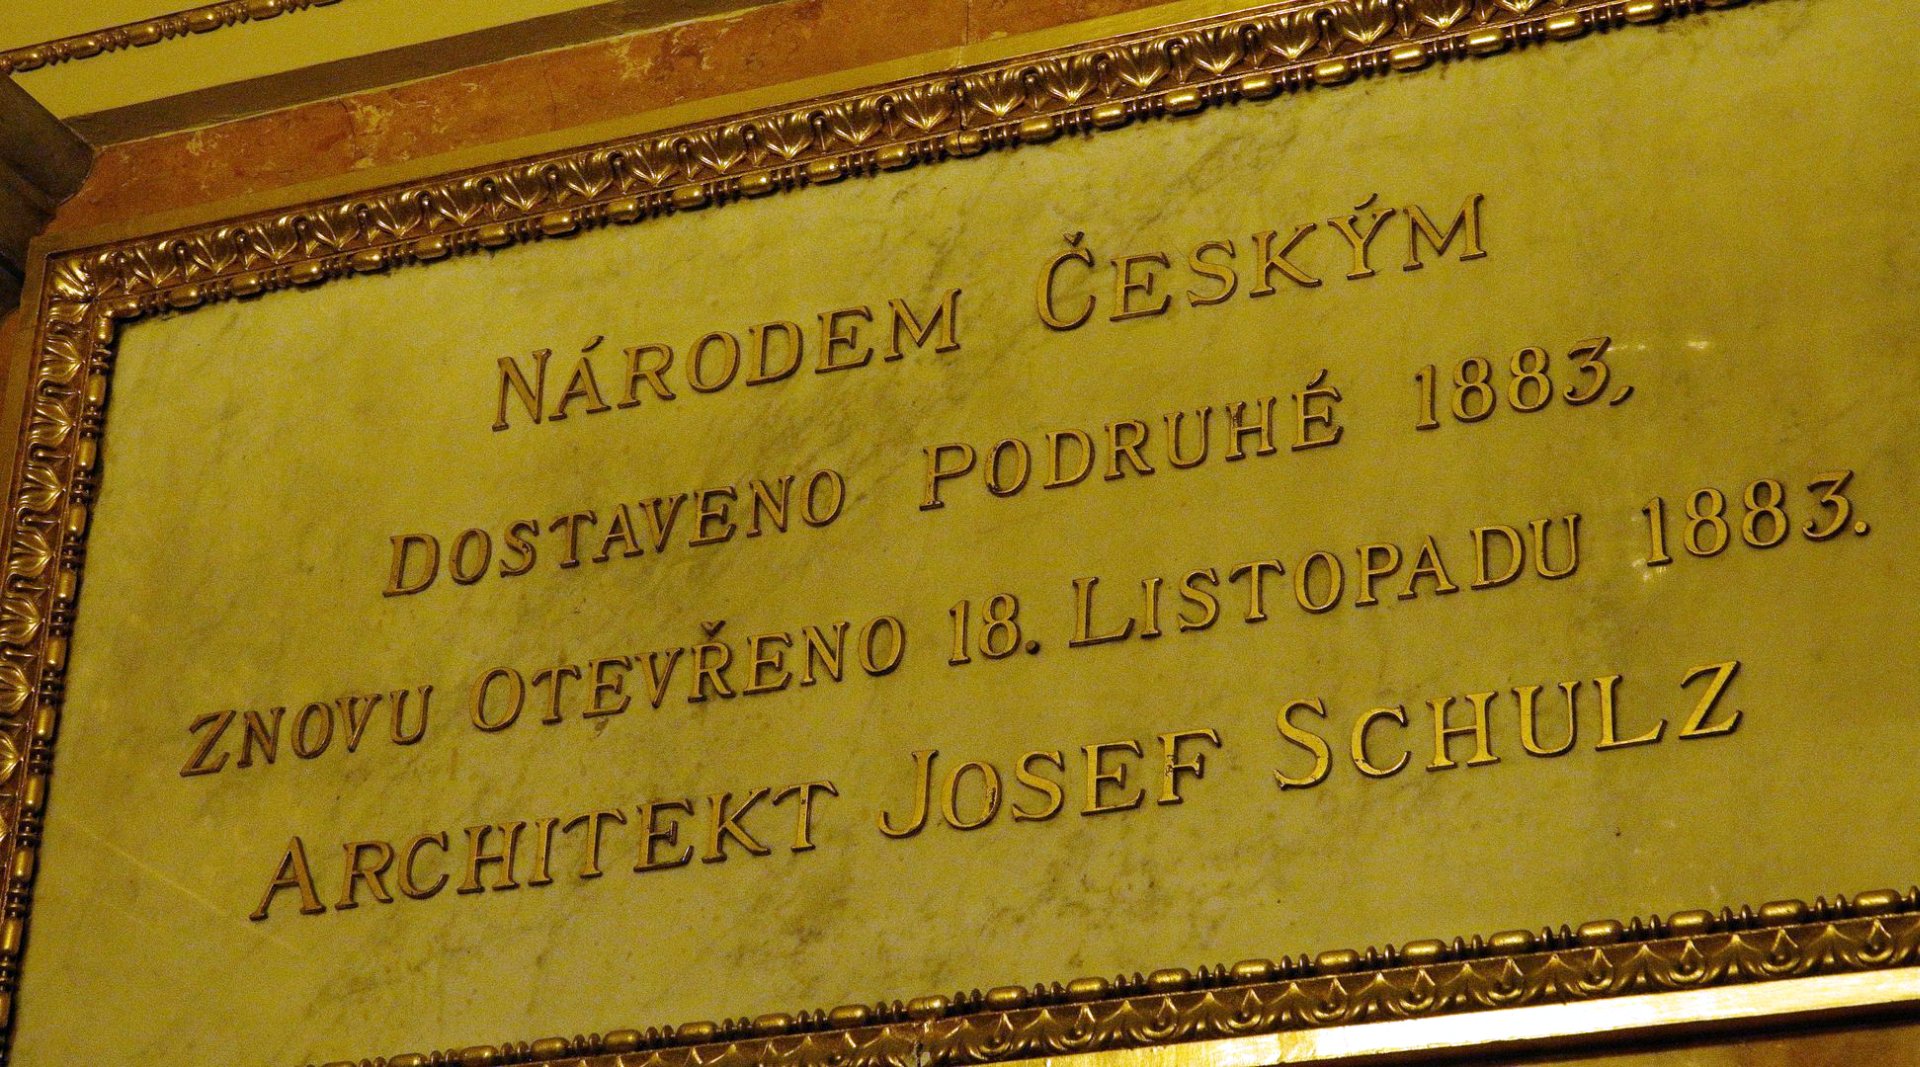 NÁRODEM ČESKÝM
DOSTAVENO PODRUHÉ 1883,
ZNOVU OTEVŘENO 18. LISTOPADU 1883.
ARCHITEKT JOSEF SCHULZ